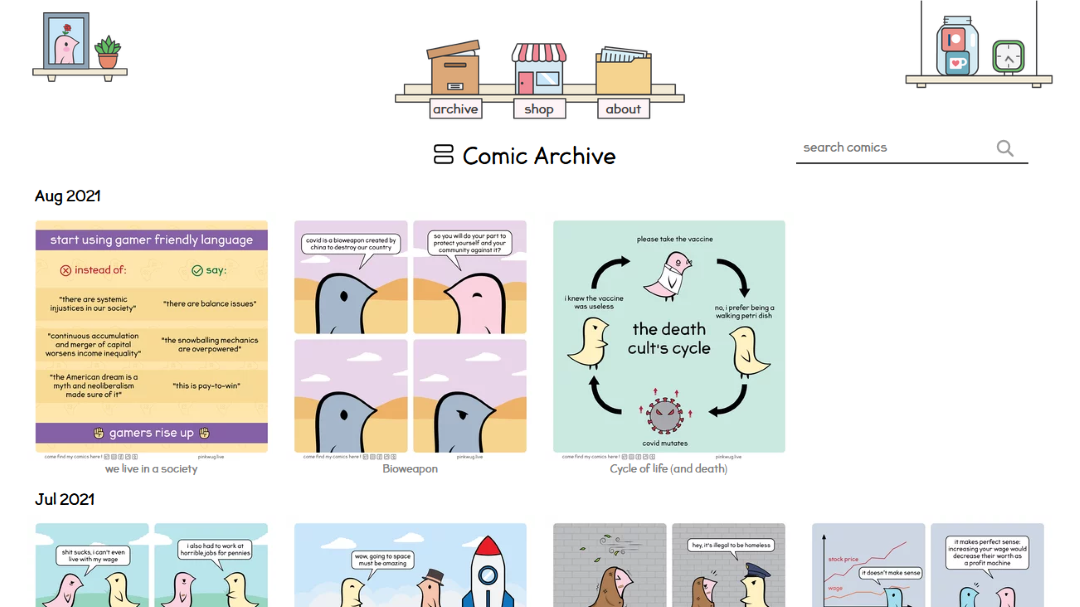 archive
shop
about
Comic Archive
search comics
Aug 2021
start using gamer friendly language
instead of:
say:
"there are systemic
injustices in our society"
"there are balance issues"
"continuous accumulation
and merger of capital
worsens income inequality"
"the snowballing mechanics
are overpowered"
"the American dream is a
myth and neoliberalism
made sure of it"
"this is pay-to-win"
gamers rise up
come find my comics here!
pinkwug.live
we live in a society
covid is a bioweapon created by
china to destroy our country
so you will do your part to
protect yourself and your
community against it?
come find my comics here!
pinkwug.live
Bioweapon
please take the vaccine
no, i prefer being a
walking petri dish
covid mutates
i knew the vaccine
was useless
the death
cult's cycle
come find my comics here!
pinkwug.live
Cycle of life (and death)
Jul 2021
shit sucks, i can't even
live with my wage
i also had to work at
horrible jobs for pennies
wow, going to space
must be amazing
hey, it's illegal to be homeless
stock price
wage
it doesn't make sense
it makes perfect sense:
increasing your wage would
decrease their worth as
a profit machine